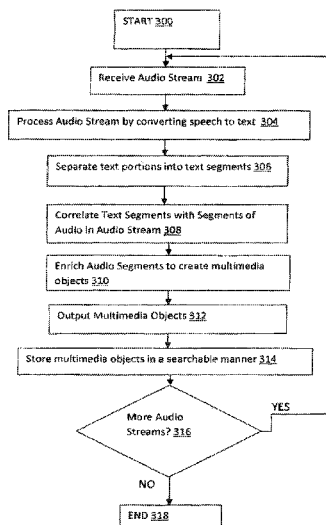 START 300
Receive Audio Stream 302
Process Audio Stream by converting speech to text 304
Separate text portions into text segments 306
Correlate Text Segments with Segments of
Audio in Audio Stream
308
Enrich Audio Segments to create multimedia
objects 310
Output Multimedia Objects 312
Store multimedia objects in a searchable manner 314
More Audio
Streams? 316
YES
NO
END 318